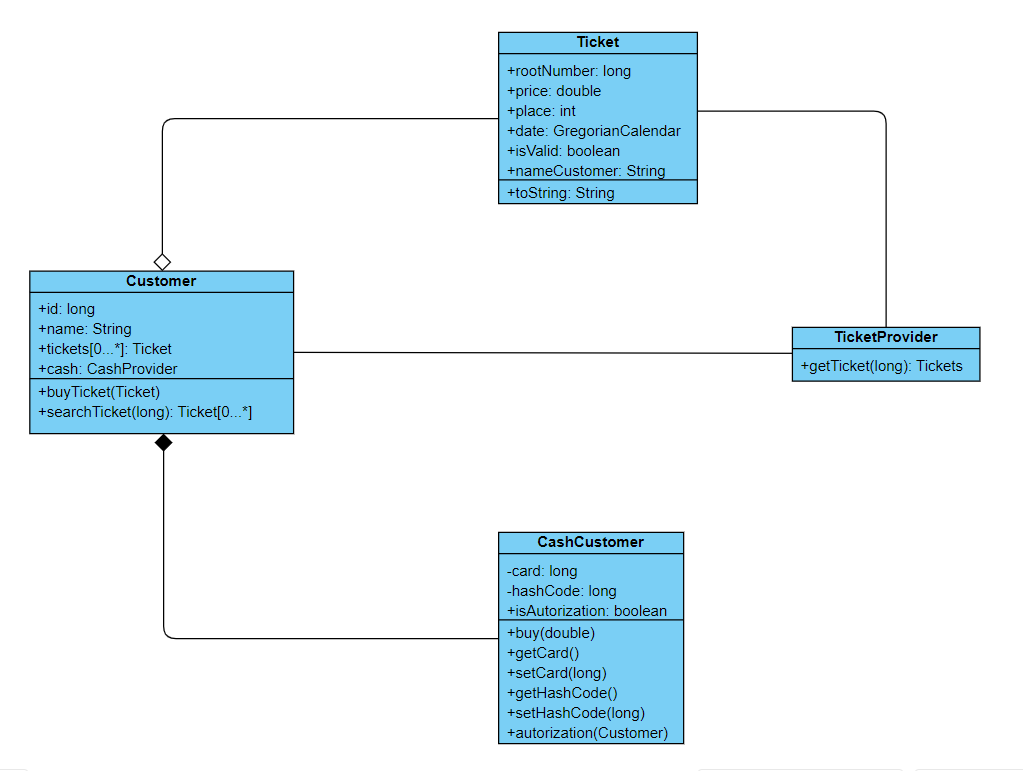 Ticket
+rootNumber: long
+price: double
+place: int
+date: GregorianCalendar
+isValid: boolean
+nameCustomer: String
+toString: String
Customer
+id: long
+name: String
+tickets[0...*]: Ticket
+cash: CashProvider
+buyTicket(Ticket)
+searchTicket(long): Ticket[0...*]
TicketProvider
+getTicket(long): Tickets
CashCustomer
-card: long
-hashCode: long
+isAutorization: boolean
+buy(double)
+getCard()
+setCard(long)
+getHashCode()
+setHashCode(long)
+autorization(Customer)